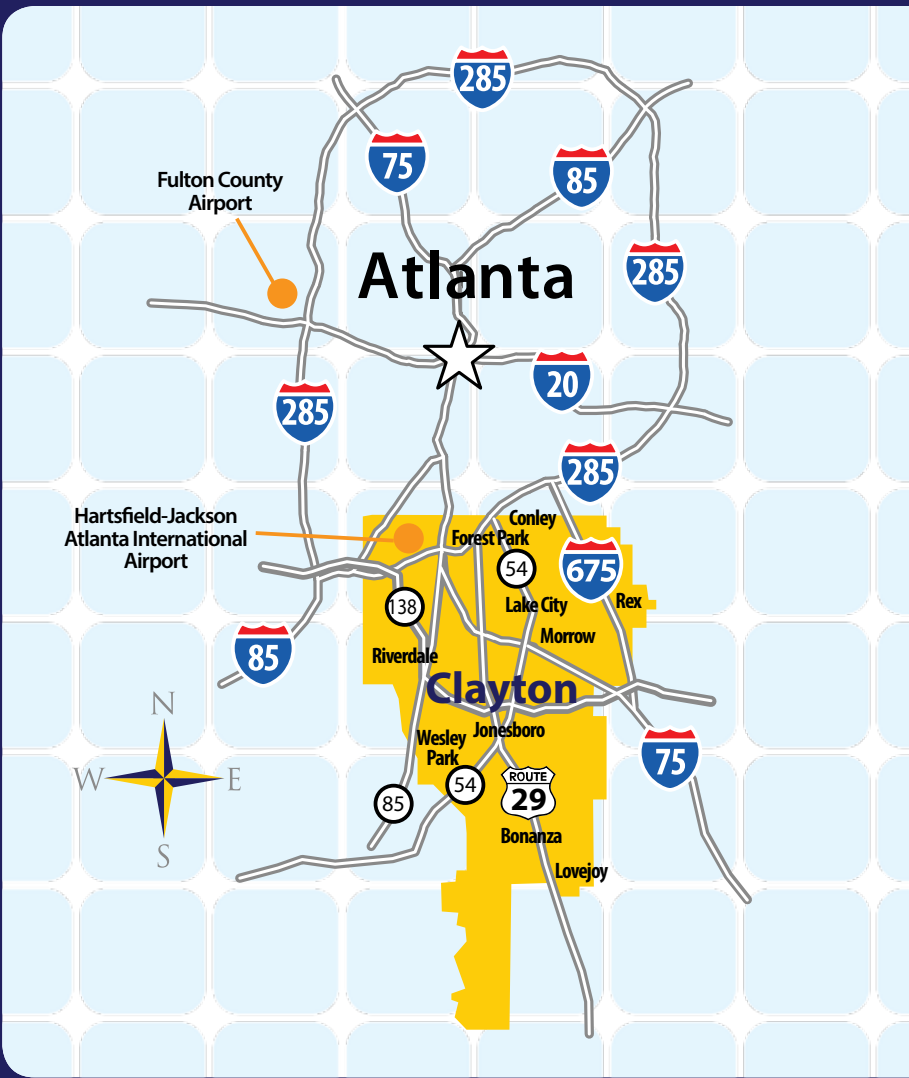 285
75
85
Fulton County
Airport
Atlanta
285
20
285
285
Hartsfield-Jackson
Atlanta International
Airport
Conley
Forest Park
54
675
138
Lake City
Rex
Morrow
85
Riverdale
Clayton
N
Jonesboro
Wesley
Park
75
W
E
54
ROUTE
29
85
Bonanza
S
Lovejoy